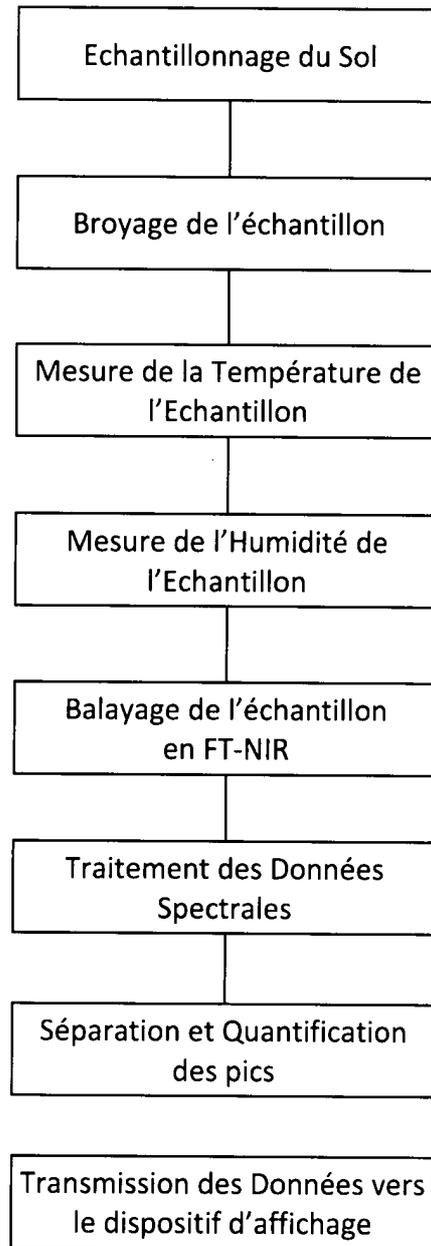 Echantillonnage du Sol
Broyage de l'échantillon
Mesure de la Température de
l'Echantillon
Mesure de l'Humidité de
l'Echantillon
Balayage de l'échantillon
en FT-NIR
Traitement des Données
Spectrales
Séparation et Quantification
des pics
Transmission des Données vers
le dispositif d'affichage